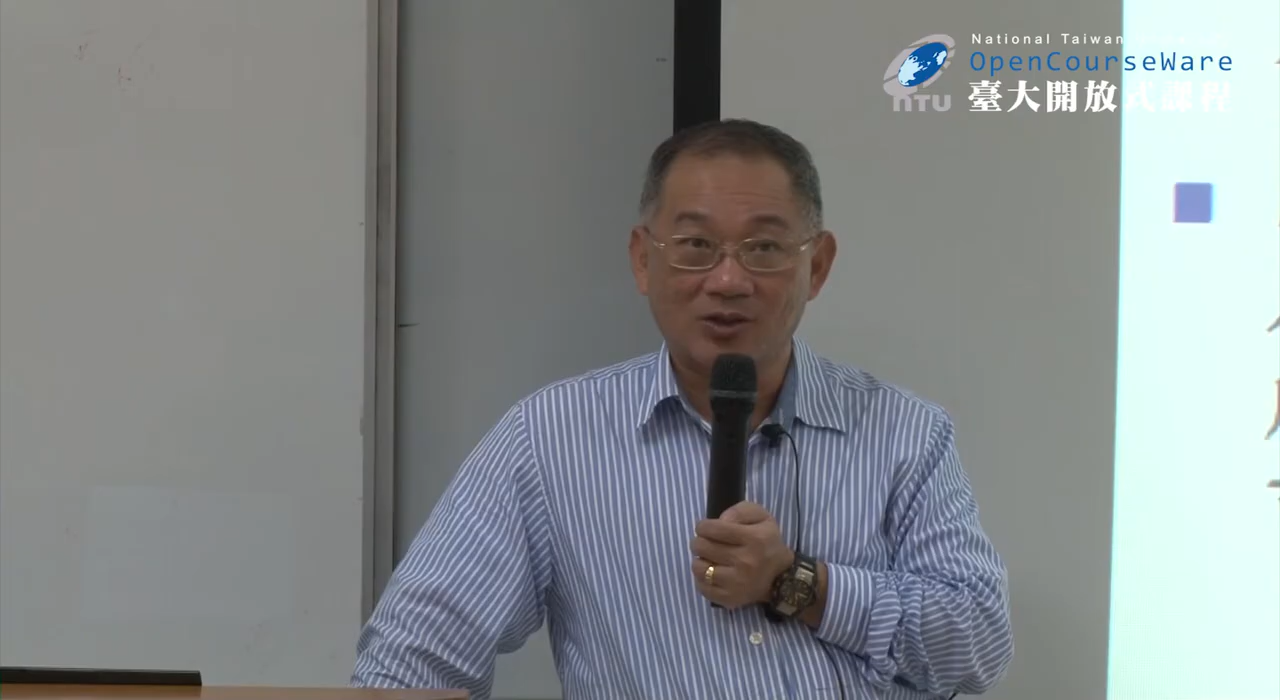 National Taiwan
OpenCourseWare
NTU
臺大開放式課程